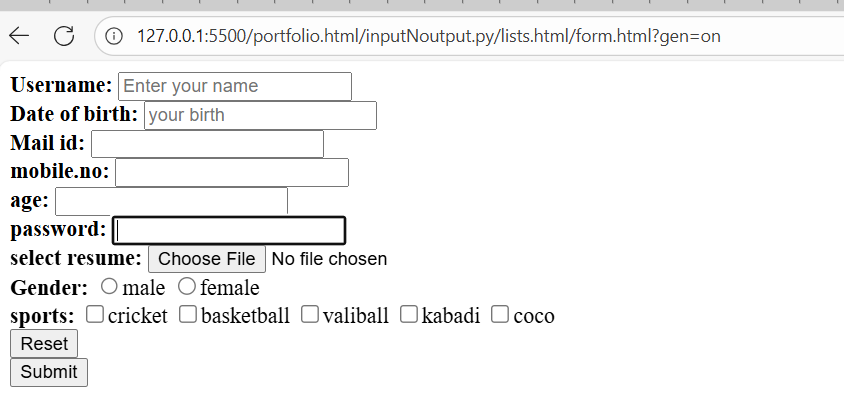 127.0.0.1:5500/portfolio.html/inputNoutput.py/lists.html/form.html?gen=on
Username: Enter your name
Date of birth: your birth
Mail id:
mobile.no:
age:
password:
select resume: Choose File No file chosen
Gender: male female
sports: cricket basketball valiball kabadi coco
Reset
Submit